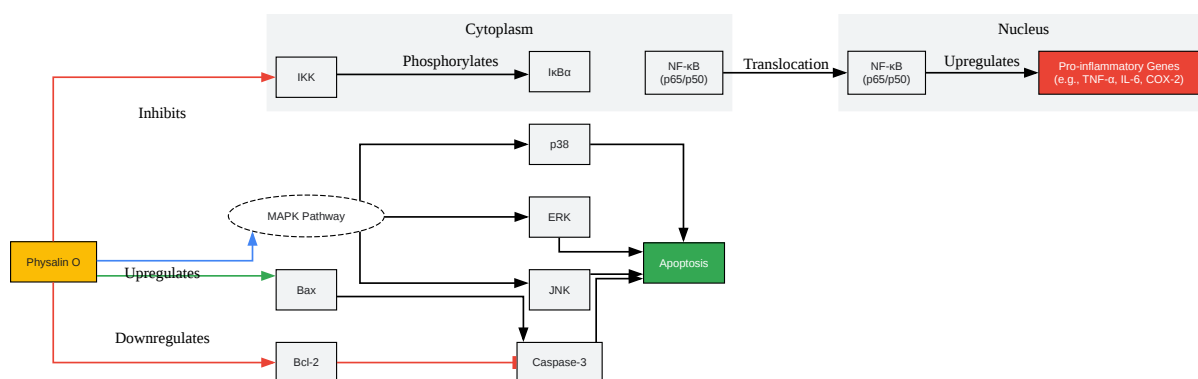 Cytoplasm
Nucleus
IKK
Phosphorylates
IκBα
NF-κB
(p65/p50)
Translocation
NF-κB
(p65/p50)
Upregulates
Pro-inflammatory Genes
(e.g., TNF-α, IL-6, COX-2)
Inhibits
p38
MAPK Pathway
ERK
Physalin O
Upregulates
Bax
JNK
Apoptosis
Downregulates
Bcl-2
Caspase-3